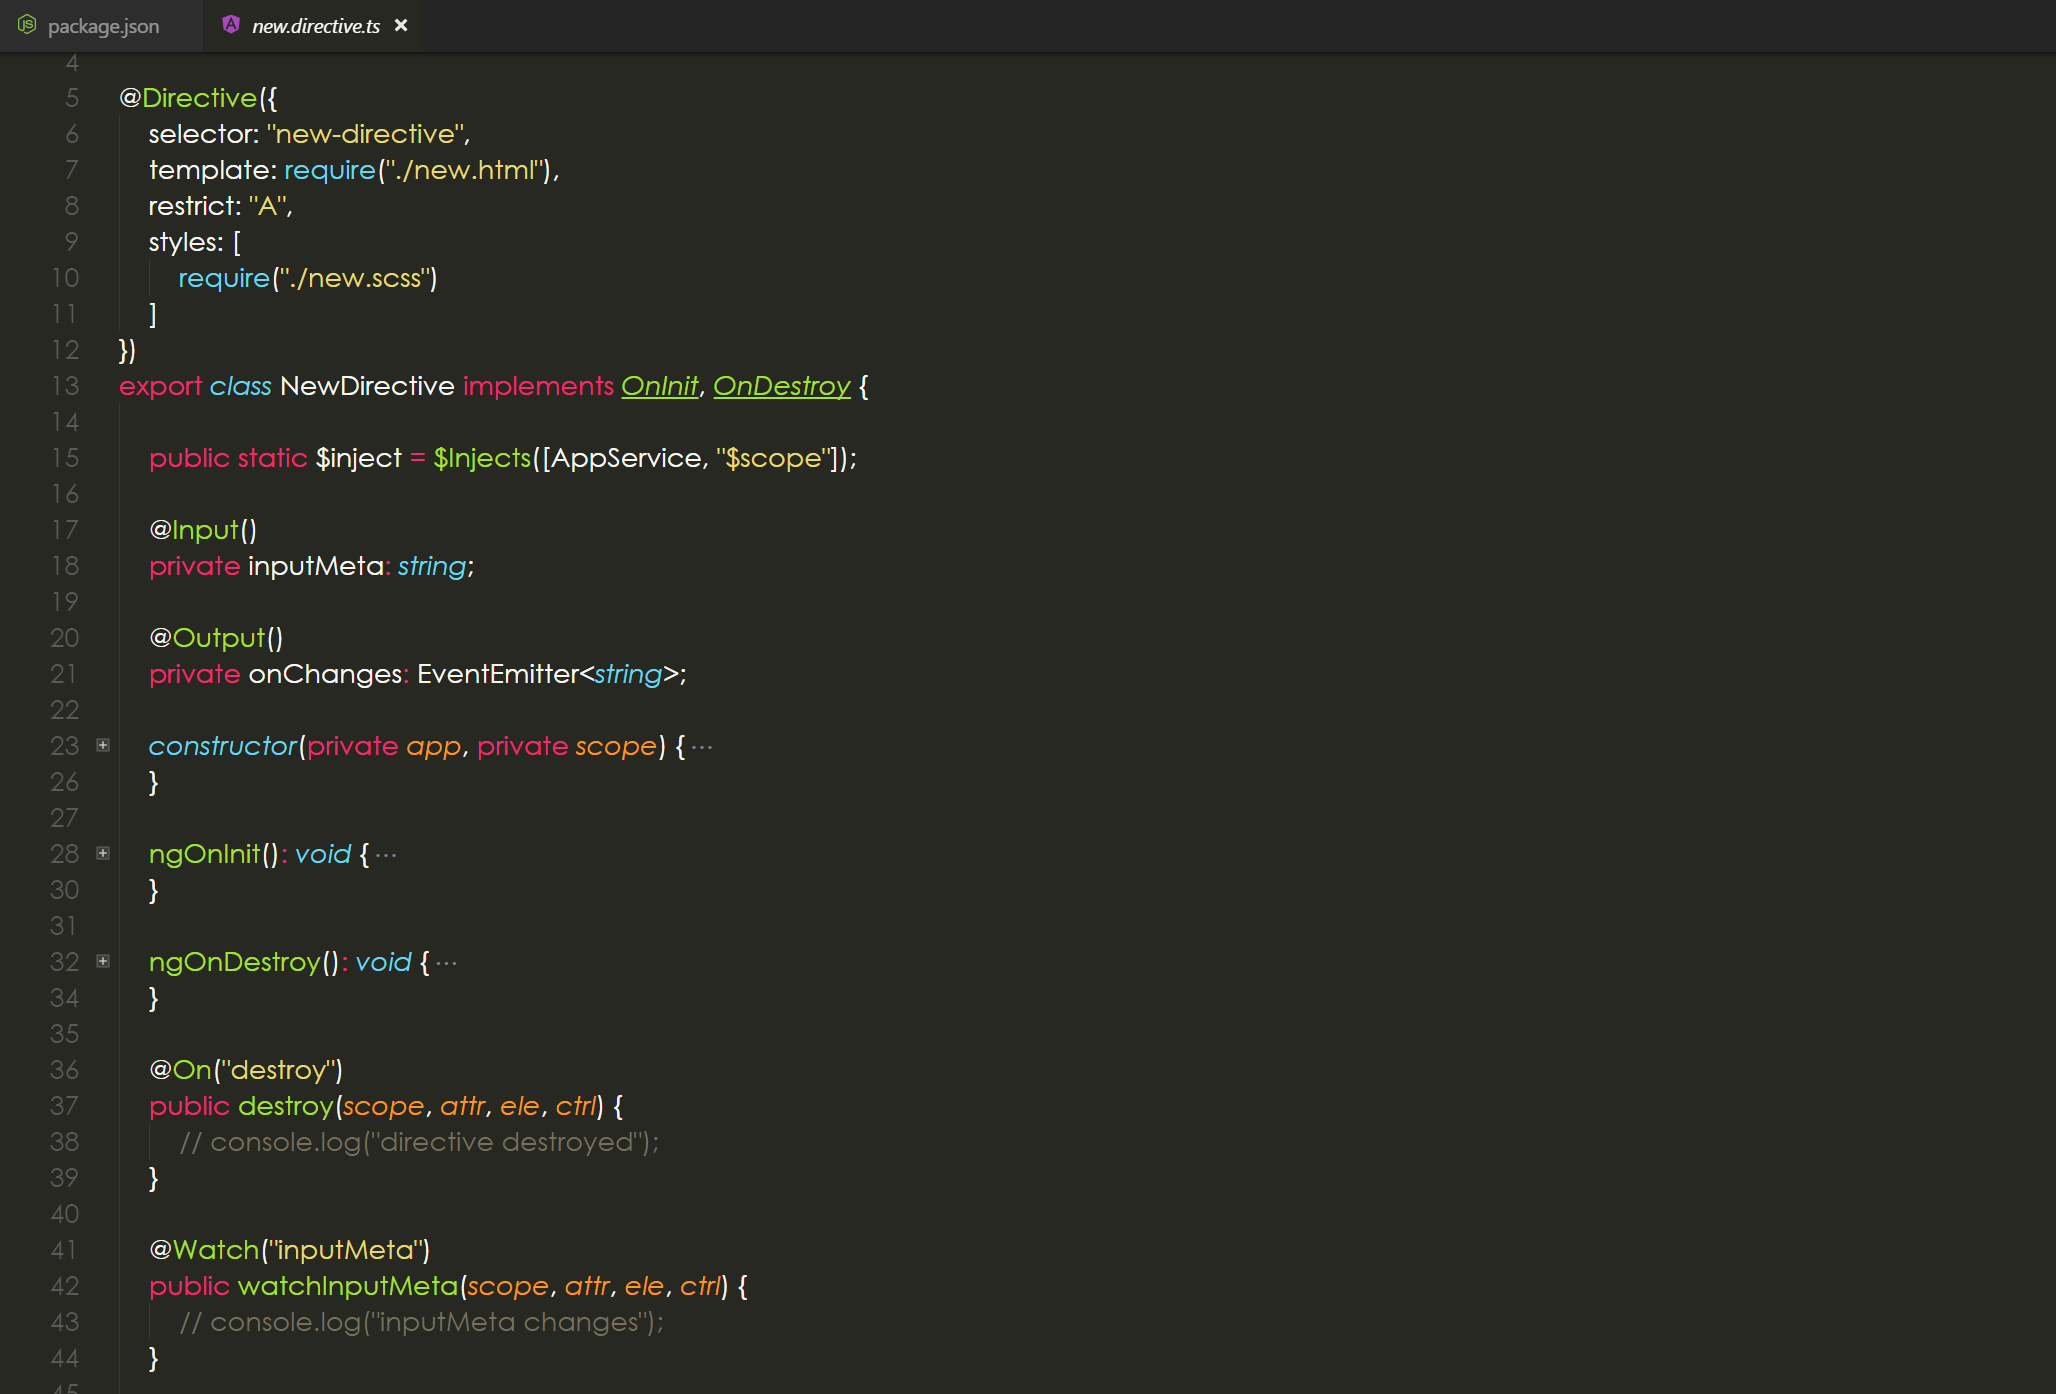 package.json new.directive.ts ×
4
5 @Directive({
6 selector: "new-directive",
7 template: require("./new.html"),
8 restrict: "A",
9 styles: [
10 require("./new.scss")
11 ]
12 })
13 export class NewDirective implements OnInit, OnDestroy {
14
15 public static $inject = $Injects([AppService, "$scope"]);
16
17 @Input()
18 private inputMeta: string;
19
20 @Output()
21 private onChanges: EventEmitter<string>;
22
23 constructor(private app, private scope) { ···
26 }
27
28 ngOnInit(): void { ···
30 }
31
32 ngOnDestroy(): void { ···
34 }
35
36 @On("destroy")
37 public destroy(scope, attr, ele, ctrl) {
38 // console.log("directive destroyed");
39 }
40
41 @Watch("inputMeta")
42 public watchInputMeta(scope, attr, ele, ctrl) {
43 // console.log("inputMeta changes");
44 }
45